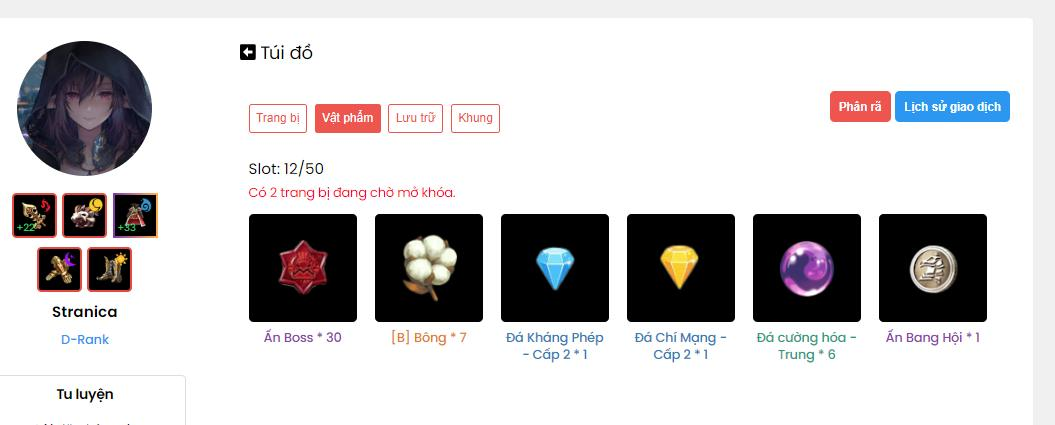 Túi đồ
Trang bị
Vật phẩm
Lưu trữ
Khung
Phân rã
Lịch sử giao dịch
Slot: 12/50
Có 2 trang bị đang chờ mở khóa.
+22
+33
Stranica
D-Rank
Tu luyện
Ấn Boss * 30
[B] Bông * 7
Đá Kháng Phép
- Cấp 2 * 1
Đá Chí Mạng -
Cấp 2 * 1
Đá cường hóa -
Trung * 6
Ấn Bang Hội * 1